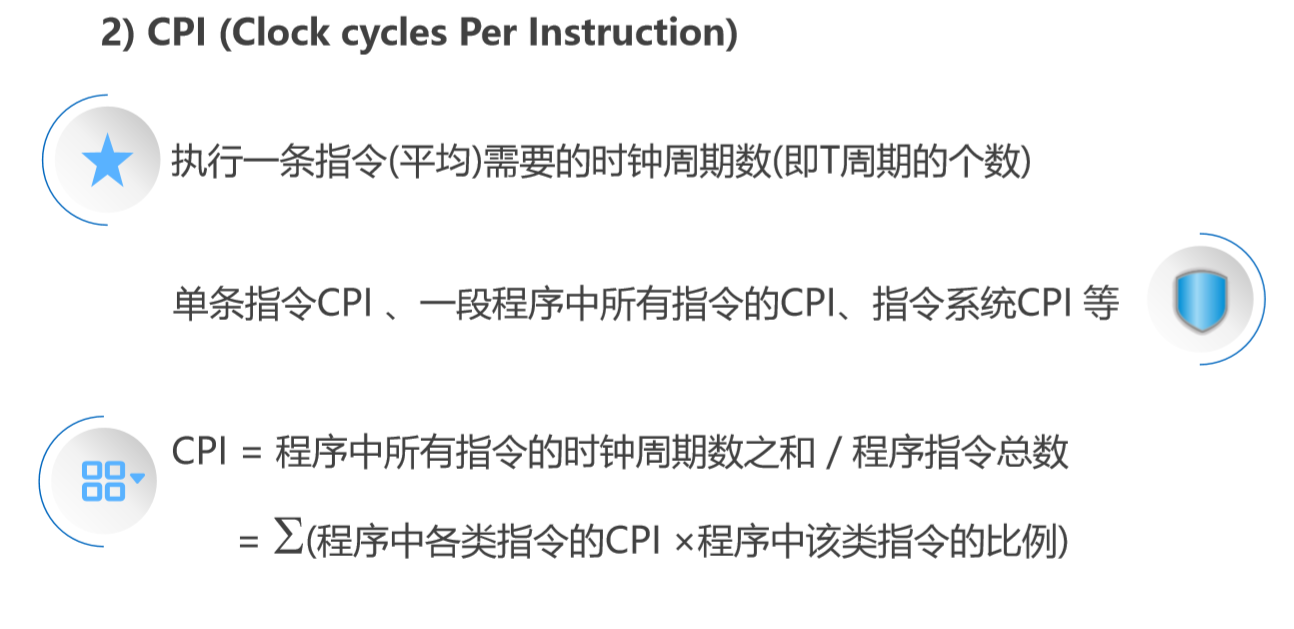 2) CPI (Clock cycles Per Instruction)
执行一条指令(平均)需要的时钟周期数(即T周期的个数)
单条指令CPI 、一段程序中所有指令的CPI、指令系统CPI 等
CPI = 程序中所有指令的时钟周期数之和 / 程序指令总数
= Σ(程序中各类指令的CPI ×程序中该类指令的比例)